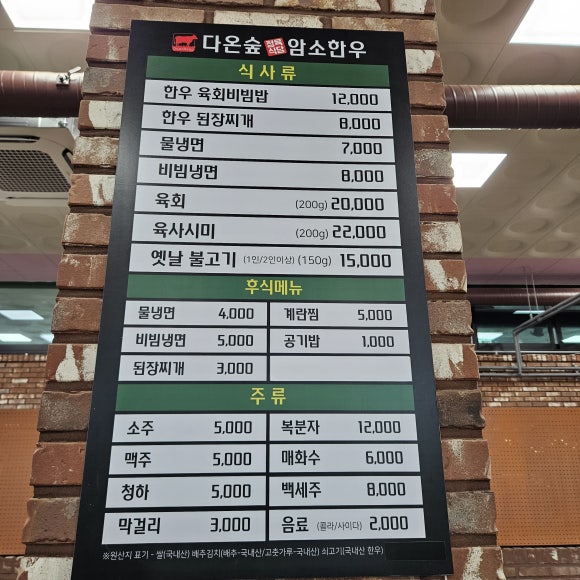 다온숲 정육식당 암소한우
식사류
한우 육회비빔밥 12,000
한우 된장찌개 8,000
물냉면 7,000
비빔냉면 8,000
육회 (200g) 20,000
육사시미 (200g) 22,000
옛날 불고기 (1인/2인이상) (150g) 15,000
후식메뉴
물냉면 4,000 계란찜 5,000
비빔냉면 5,000 공기밥 1,000
된장찌개 3,000
주류
소주 5,000 복분자 12,000
맥주 5,000 매화수 6,000
청하 5,000 백세주 8,000
막걸리 3,000 음료 (콜라/사이다) 2,000
※원산지 표기 - 쌀(국내산) 배추김치(배추-국내산/고춧가루-국내산) 쇠고기(국내산 한우)